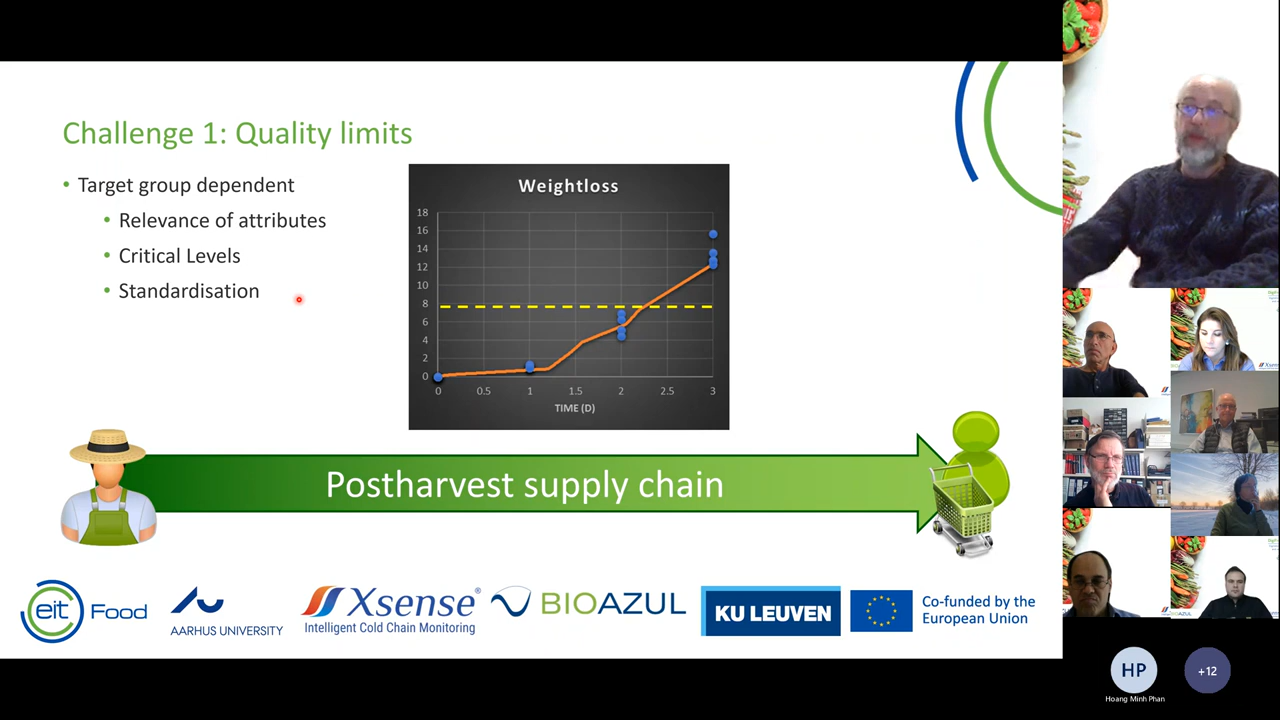 Challenge 1: Quality limits
• Target group dependent
• Relevance of attributes
• Critical Levels
• Standardisation
Weightloss
18
16
14
12
10
8
6
4
2
0
0 0.5 1 1.5 2 2.5 3
TIME (D)
Postharvest supply chain
eit Food
AARHUS UNIVERSITY
Xsense®
Intelligent Cold Chain Monitoring
BIOAZUL
KU LEUVEN
Co-funded by the
European Union
HP
+12
Hoang Minh Phan